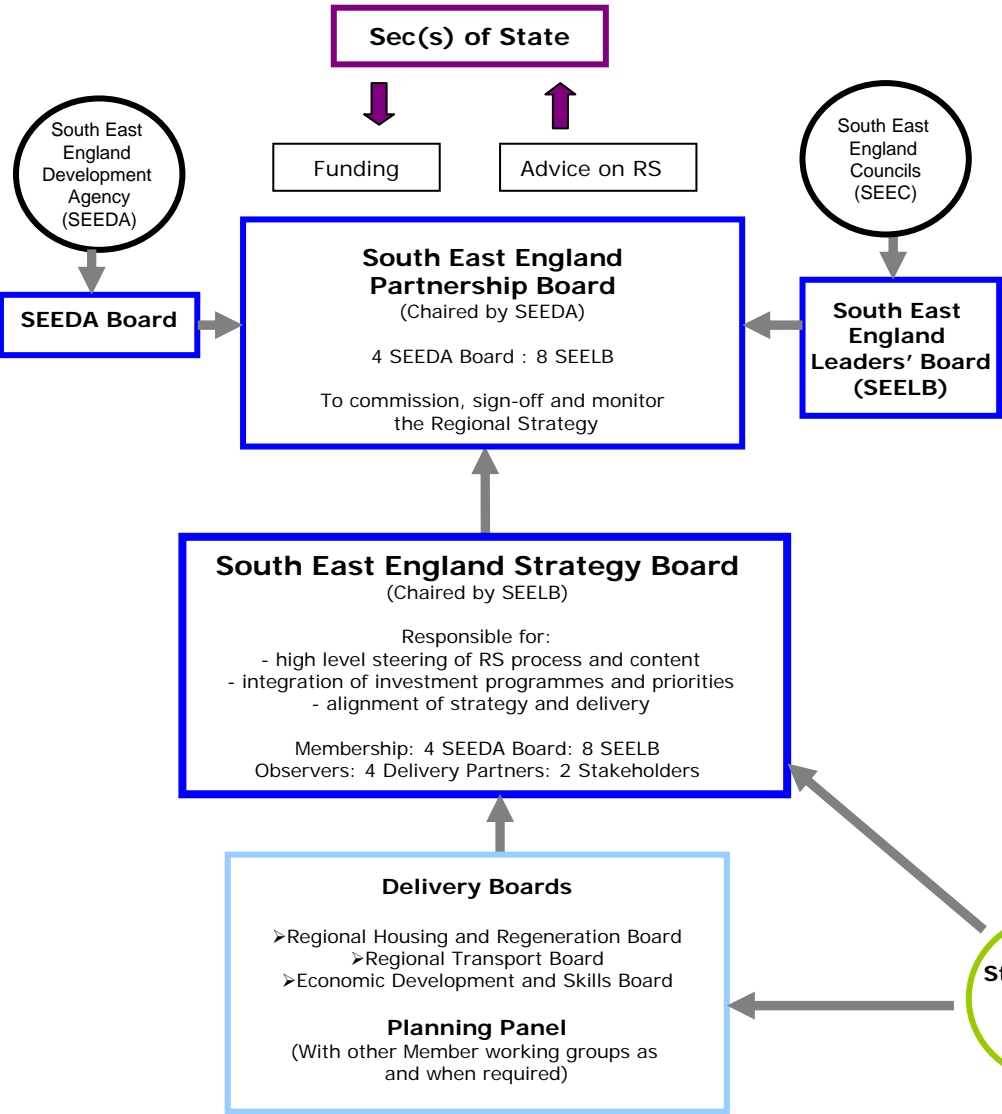 Sec(s) of State
South East
England
Development
Agency
(SEEDA)
Funding
Advice on RS
South East
England
Councils
(SEEC)
SEEDA Board
South East England
Partnership Board
(Chaired by SEEDA)
4 SEEDA Board : 8 SEELB
To commission, sign-off and monitor
the Regional Strategy
South East
England
Leaders' Board
(SEELB)
South East England Strategy Board
(Chaired by SEELB)
Responsible for:
- high level steering of RS process and content
- integration of investment programmes and priorities
- alignment of strategy and delivery
Membership: 4 SEEDA Board: 8 SEELB
Observers: 4 Delivery Partners: 2 Stakeholders
Delivery Boards
➢Regional Housing and Regeneration Board
➢Regional Transport Board
➢Economic Development and Skills Board
Planning Panel
(With other Member working groups as
and when required)